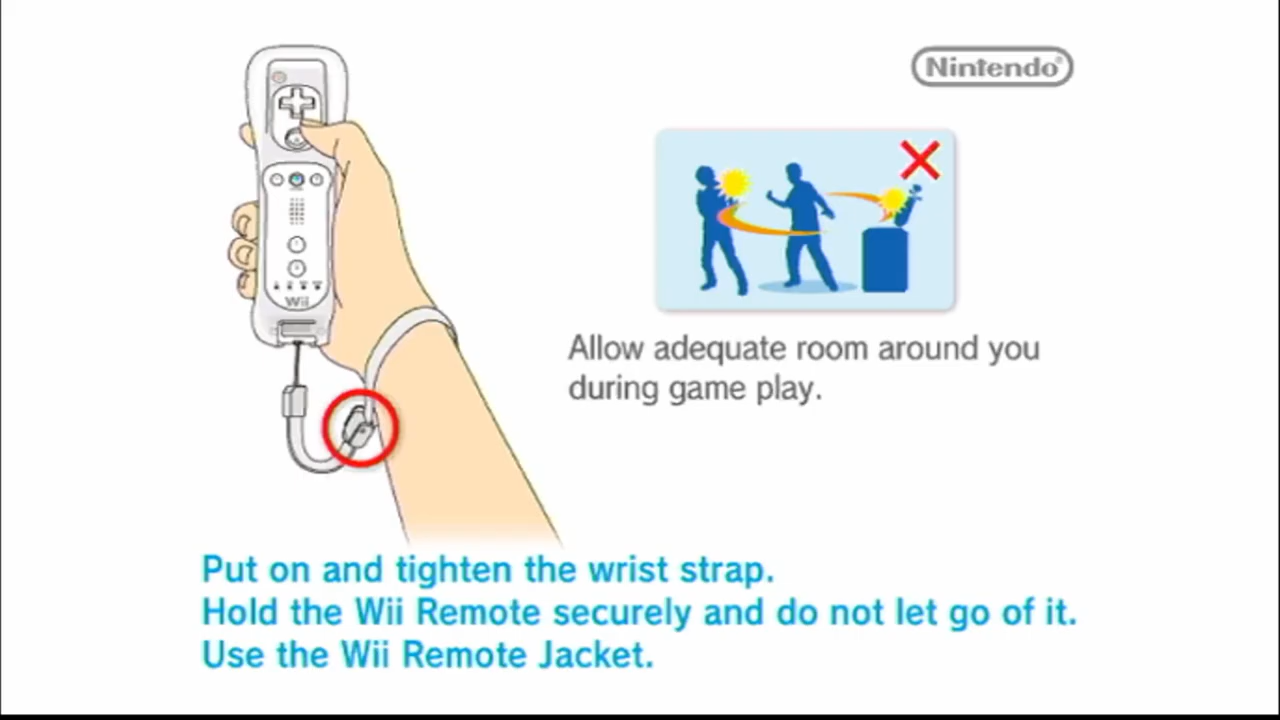 Nintendo®
Wii
Allow adequate room around you
during game play.
Put on and tighten the wrist strap.
Hold the Wii Remote securely and do not let go of it.
Use the Wii Remote Jacket.